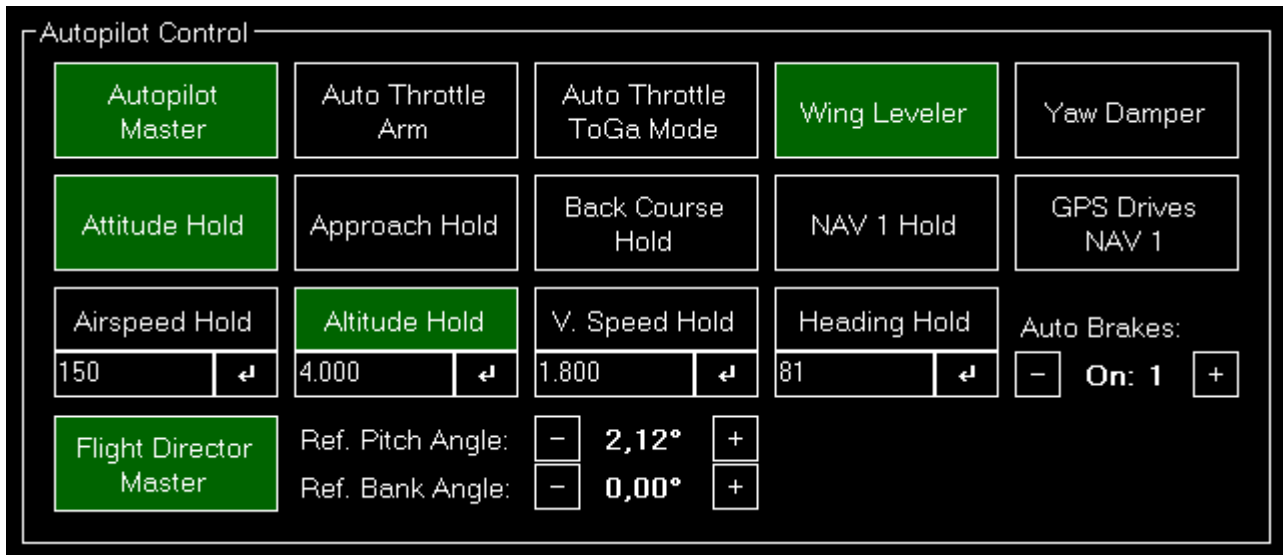 Autopilot Control
Autopilot
Master
Auto Throttle
Arm
Auto Throttle
ToGa Mode
Wing Leveler
Yaw Damper
Attitude Hold
Approach Hold
Back Course
Hold
NAV 1 Hold
GPS Drives
NAV 1
Airspeed Hold
150
Altitude Hold
4.000
V. Speed Hold
1.800
Heading Hold
81
Auto Brakes:
− On: 1 +
Flight Director
Master
Ref. Pitch Angle: − 2,12° +
Ref. Bank Angle: − 0,00° +